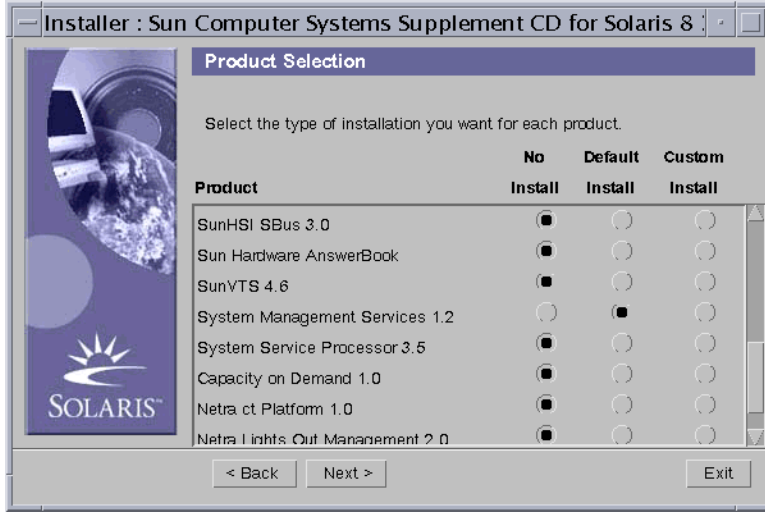 Installer : Sun Computer Systems Supplement CD for Solaris 8
Product Selection
Select the type of installation you want for each product.
No Default Custom
Product Install Install Install
SunHSI SBus 3.0
Sun Hardware AnswerBook
SunVTS 4.6
System Management Services 1.2
System Service Processor 3.5
Capacity on Demand 1.0
Netra ct Platform 1.0
Netra Lights Out Management 2.0
SOLARIS™
< Back Next > Exit